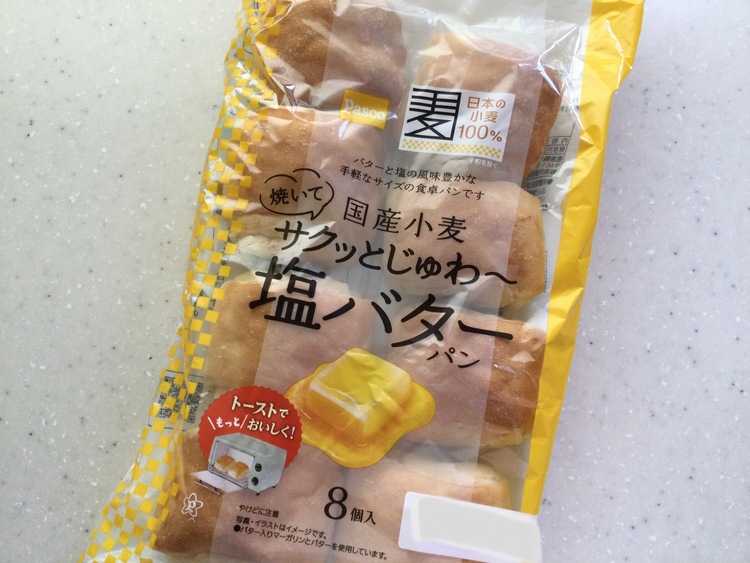 Pasco
麦
日本の
小麦
100%
バターと塩の風味豊かな
手軽なサイズの食卓パンです
焼いて
国産小麦
サクッとじゅわ〜
塩バター
パン
トーストで
もっと
おいしく!
8個入
やけどに注意
写真・イラストはイメージです。
●バター入りマーガリンとバターを使用しています。